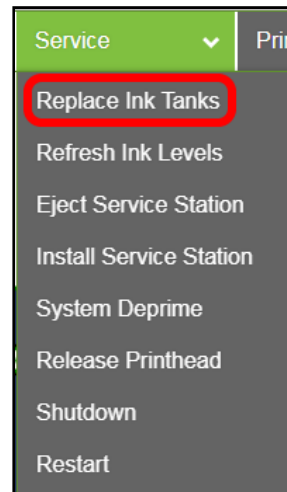 Service Pri
Replace Ink Tanks
Refresh Ink Levels
Eject Service Station
Install Service Station
System Deprime
Release Printhead
Shutdown
Restart